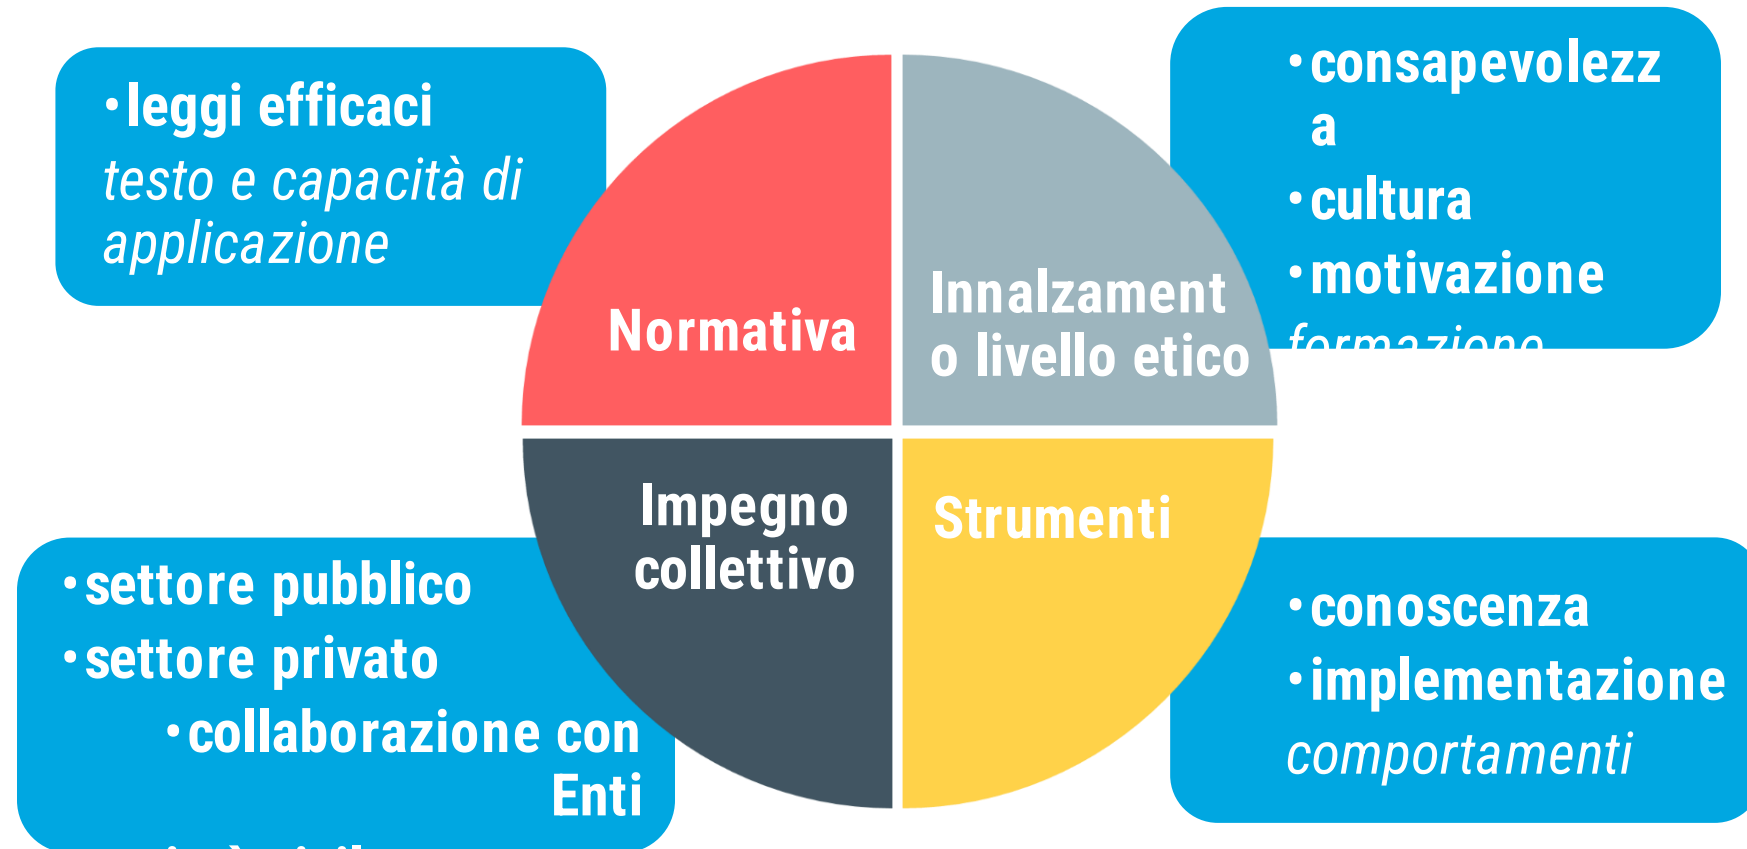 •leggi efficaci
testo e capacità di
applicazione
•consapevolezz
a
•cultura
•motivazione
formazione
Normativa
Innalzament
o livello etico
Impegno
collettivo
Strumenti
•settore pubblico
•settore privato
•collaborazione con
Enti
•conoscenza
•implementazione
comportamenti